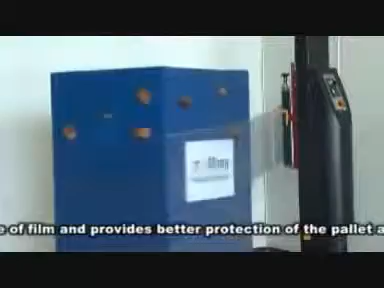 e of film and provides better protection of the pallet a